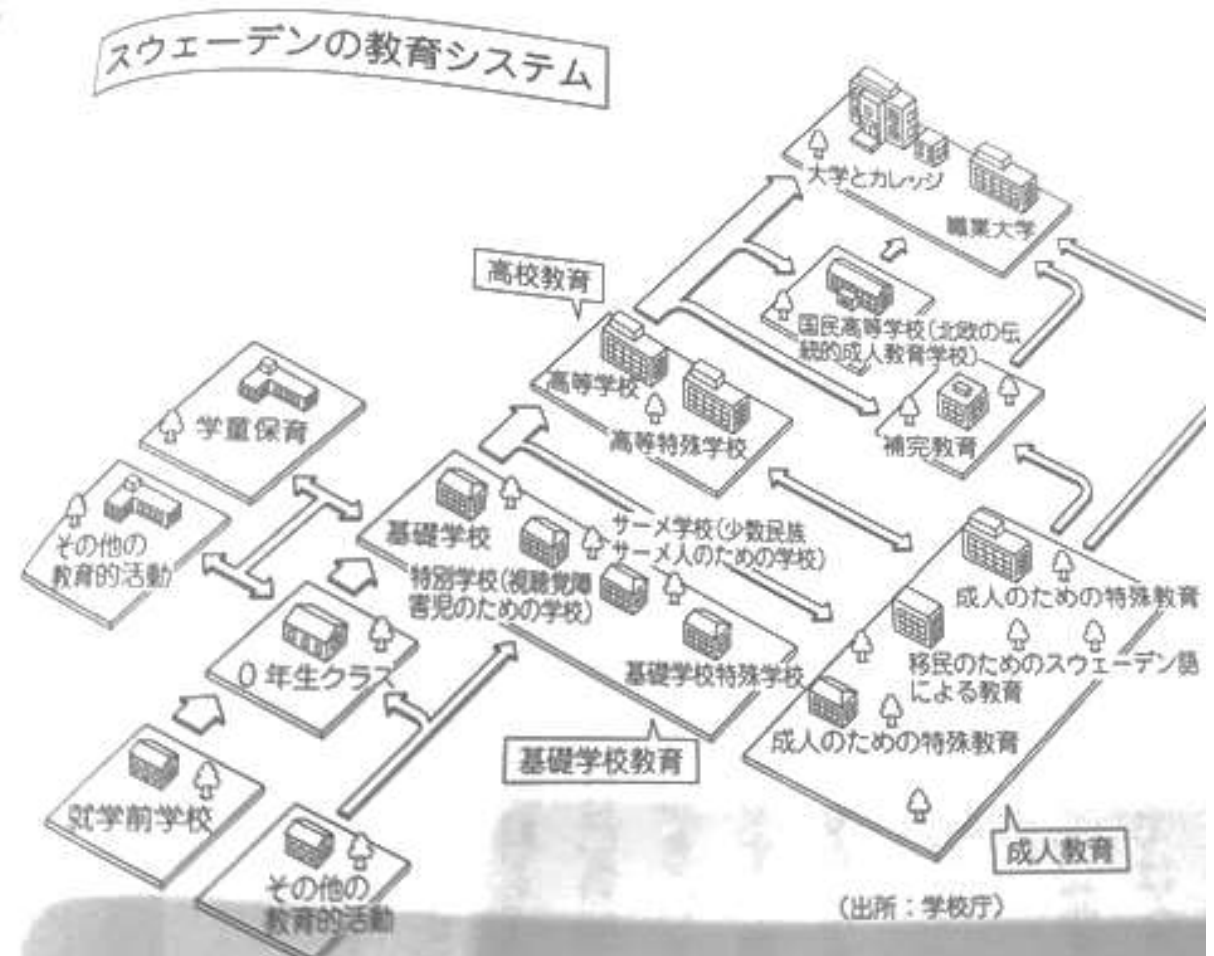 スウェーデンの教育システム
大学とカレッジ
職業大学
高校教育
国民高等学校(北欧の伝
統的成人教育学校)
高等学校
高等特殊学校
補完教育
学童保育
その他の
教育的活動
基礎学校
サーメ学校(少数民族
サーメ人のための学校)
特別学校(視聴覚障
害児のための学校)
基礎学校特殊学校
成人のための特殊教育
移民のためのスウェーデン語
による教育
成人のための特殊教育
0年生クラス
基礎学校教育
就学前学校
その他の
教育的活動
成人教育
(出所:学校庁)